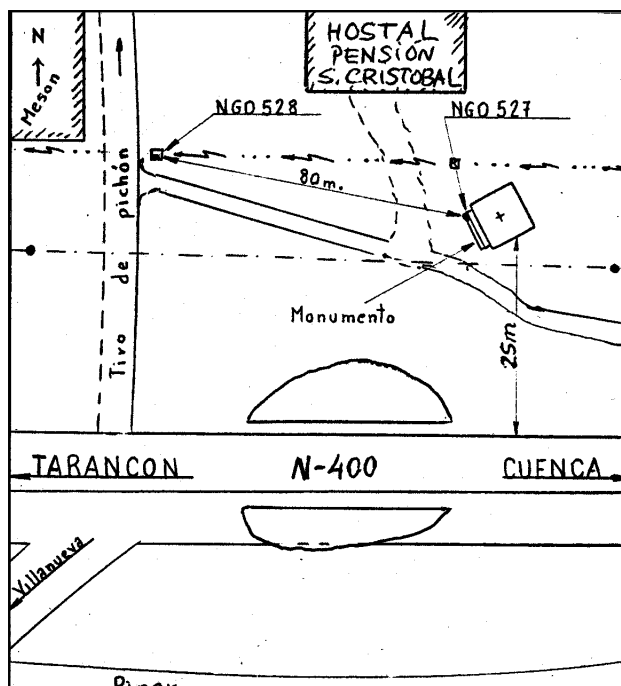 N
Meson
HOSTAL
PENSIÓN
S. CRISTOBAL
NGO 528
NGO 527
80m.
Tiro de pichón
Monumento
25m
TARANCON
N-400
CUENCA
Villanueva